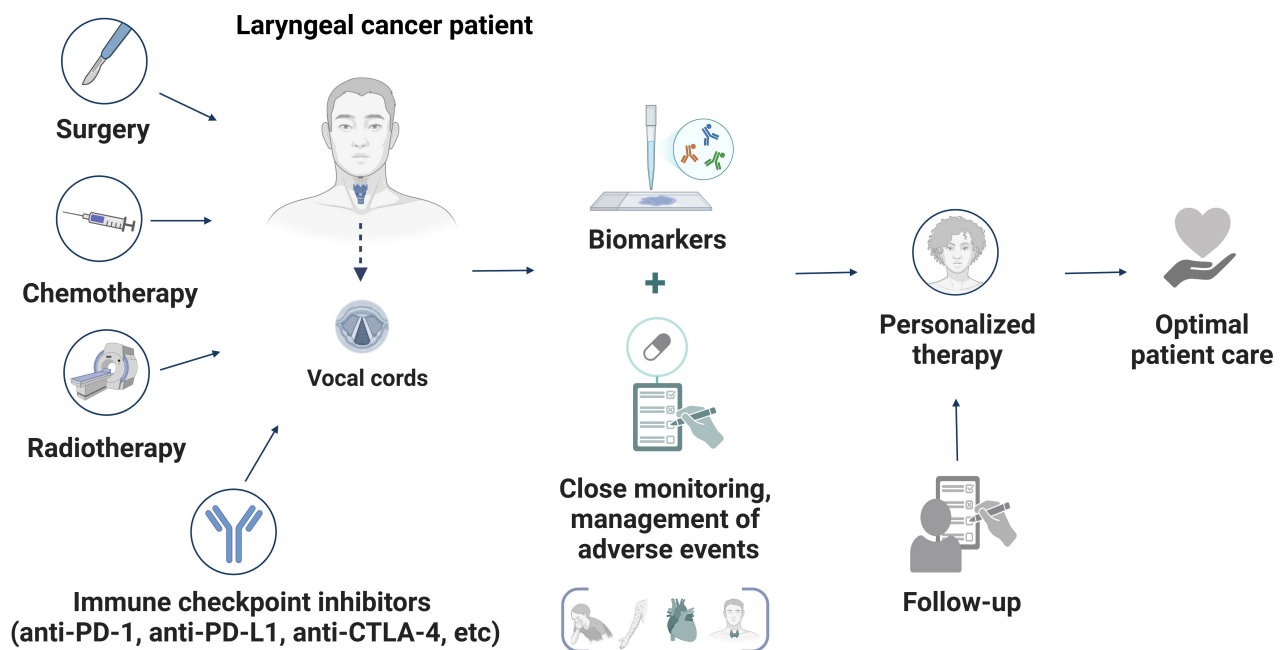 Laryngeal cancer patient
Surgery
Chemotherapy
Radiotherapy
Immune checkpoint inhibitors
(anti-PD-1, anti-PD-L1, anti-CTLA-4, etc)
Vocal cords
Biomarkers
+
Close monitoring,
management of
adverse events
Personalized
therapy
Follow-up
Optimal
patient care